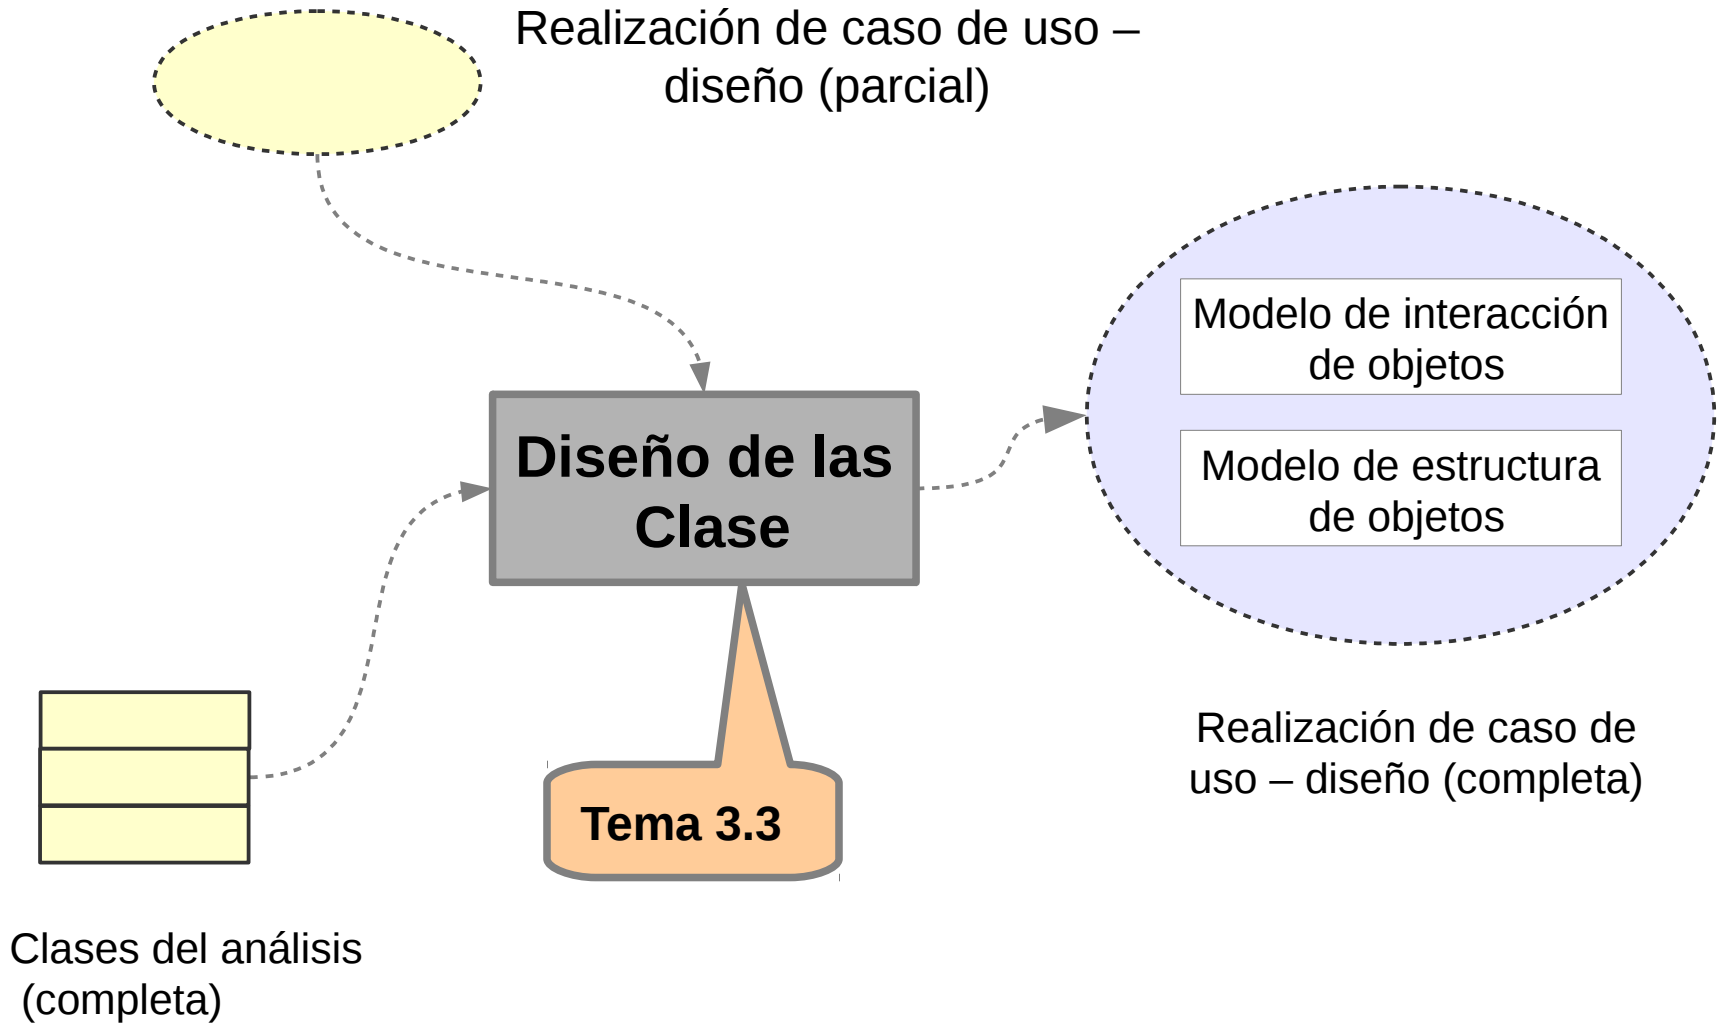 Realización de caso de uso –
diseño (parcial)
Modelo de interacción
de objetos
Diseño de las
Clase
Modelo de estructura
de objetos
Realización de caso de
uso – diseño (completa)
Tema 3.3
Clases del análisis
(completa)